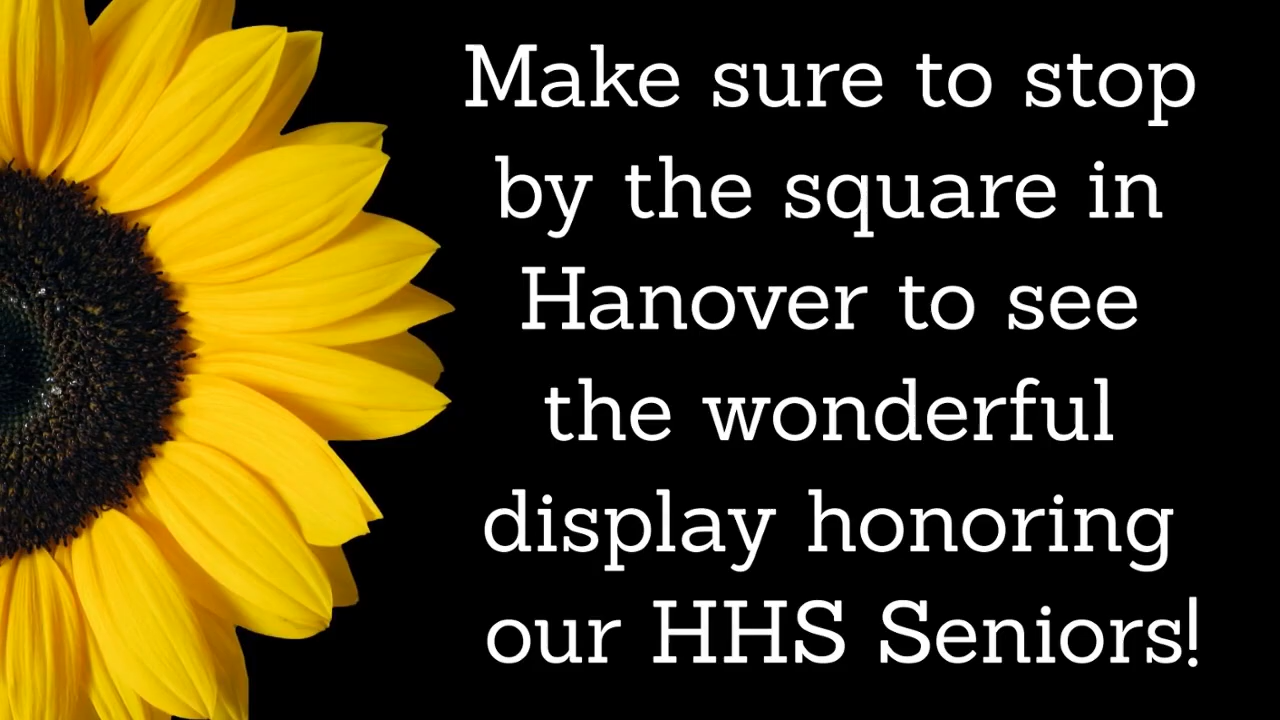 Make sure to stop
by the square in
Hanover to see
the wonderful
display honoring
our HHS Seniors!